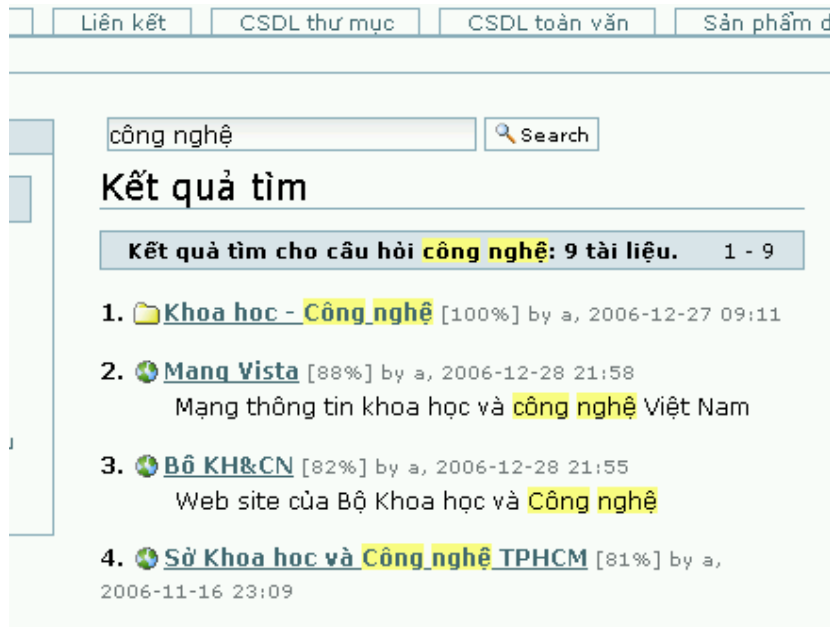 Liên kết CSDL thư mục CSDL toàn văn Sản phẩm
công nghệ Search
Kết quả tìm
Kết quả tìm cho câu hỏi công nghệ: 9 tài liệu. 1 - 9
1. Khoa học - Công nghệ [100%] by a, 2006-12-27 09:11
2. Mạng Vista [88%] by a, 2006-12-28 21:58
Mạng thông tin khoa học và công nghệ Việt Nam
3. Bộ KH&CN [82%] by a, 2006-12-28 21:55
Web site của Bộ Khoa học và Công nghệ
4. Sở Khoa học và Công nghệ TPHCM [81%] by a,
2006-11-16 23:09